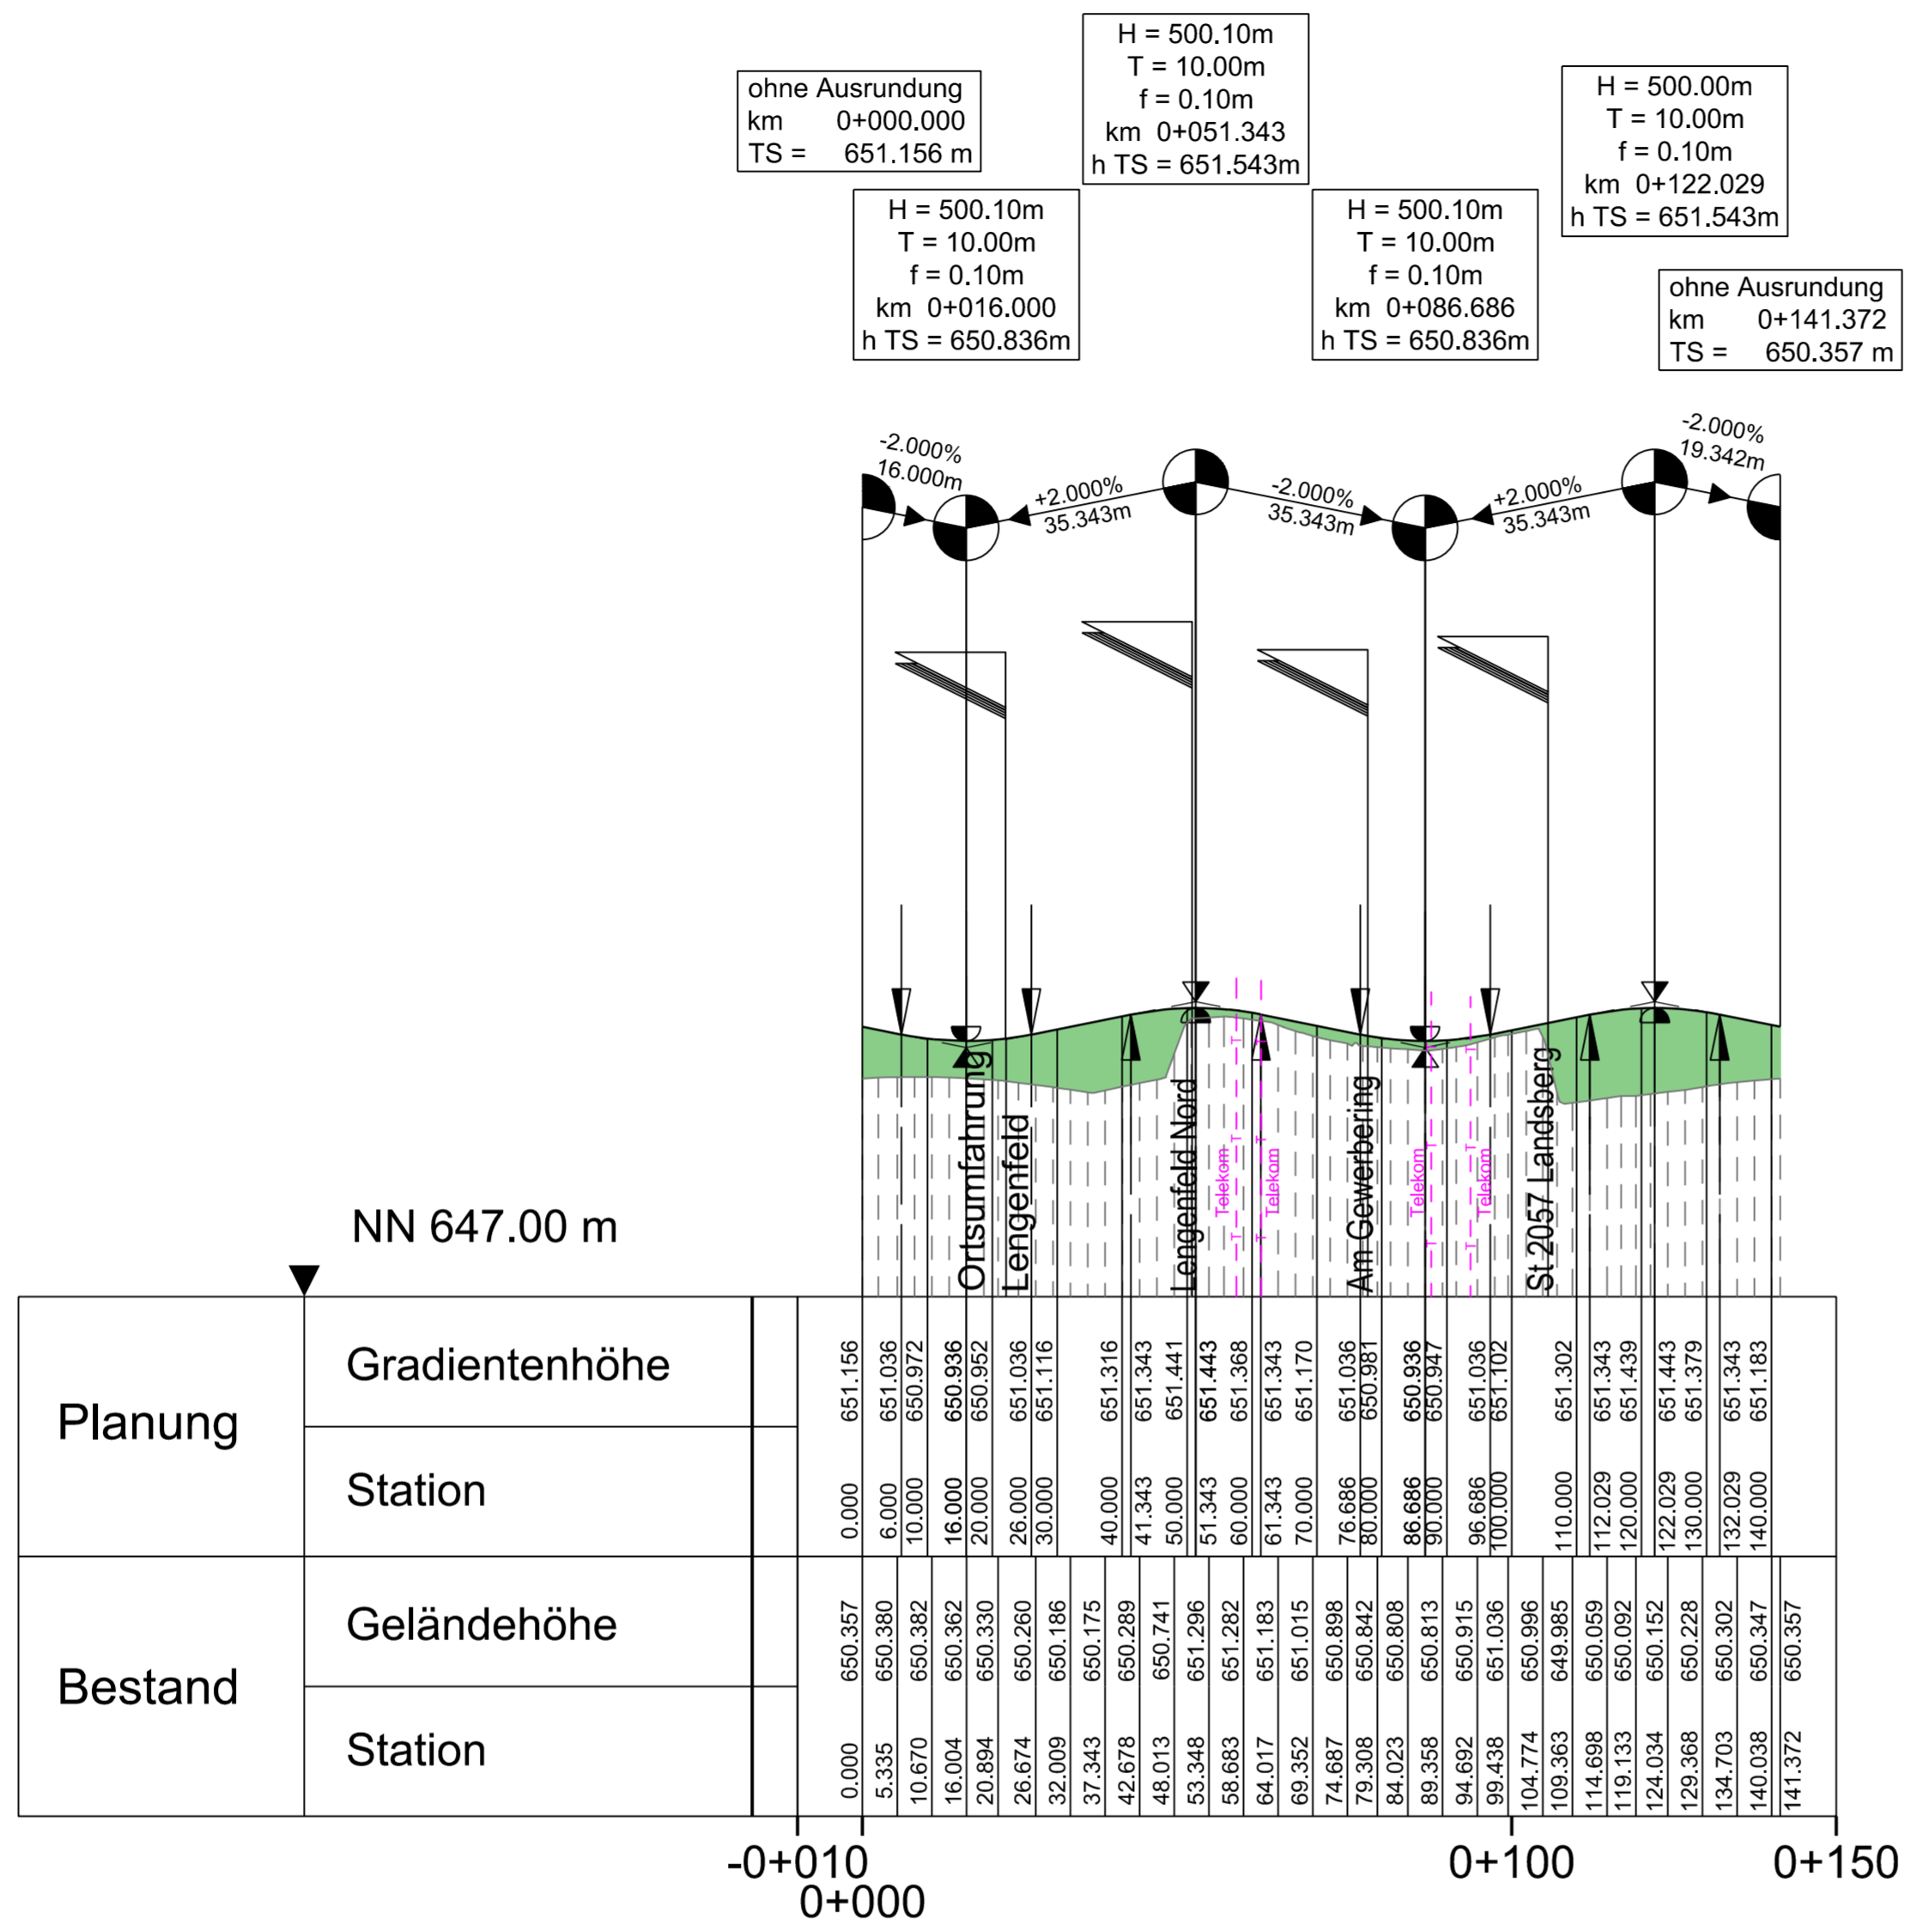 H = 500.10m
T = 10.00m
f = 0.10m
km 0+051.343
h TS = 651.543m
ohne Ausrundung
km 0+000.000
TS = 651.156 m
H = 500.00m
T = 10.00m
f = 0.10m
km 0+122.029
h TS = 651.543m
H = 500.10m
T = 10.00m
f = 0.10m
km 0+016.000
h TS = 650.836m
H = 500.10m
T = 10.00m
f = 0.10m
km 0+086.686
h TS = 650.836m
ohne Ausrundung
km 0+141.372
TS = 650.357 m
-2.000%
16.000m
+2.000%
35.343m
-2.000%
35.343m
+2.000%
35.343m
-2.000%
19.342m
Ortsumfahrung
Lengenfeld
Lengenfeld Nord
Telekom
Telekom
Am Gewerbering
Telekom
Telekom
St 2057 Landsberg
T
T
T
T
T
T
T
T
T
T
NN 647.00 m
Planung
Gradientenhöhe
651.156 651.036 650.972 650.936 650.952 651.036 651.116 651.316 651.343 651.441 651.443 651.368 651.343 651.170 651.036 650.981 650.936 650.947 651.036 651.102 651.302 651.343 651.439 651.443 651.379 651.343 651.183
Station
0.000 6.000 10.000 16.000 20.000 26.000 30.000 40.000 41.343 50.000 51.343 60.000 61.343 70.000 76.686 80.000 86.686 90.000 96.686 100.000 110.000 112.029 120.000 122.029 130.000 132.029 140.000
Bestand
Geländehöhe
650.357 650.380 650.382 650.362 650.330 650.260 650.186 650.175 650.289 650.741 651.296 651.282 651.183 651.015 650.898 650.842 650.808 650.813 650.915 651.036 650.996 649.985 650.059 650.092 650.152 650.228 650.302 650.347 650.357
Station
0.000 5.335 10.670 16.004 20.894 26.674 32.009 37.343 42.678 48.013 53.348 58.683 64.017 69.352 74.687 79.308 84.023 89.358 94.692 99.438 104.774 109.363 114.698 119.133 124.034 129.368 134.703 140.038 141.372
-0+010
0+000
0+100
0+150